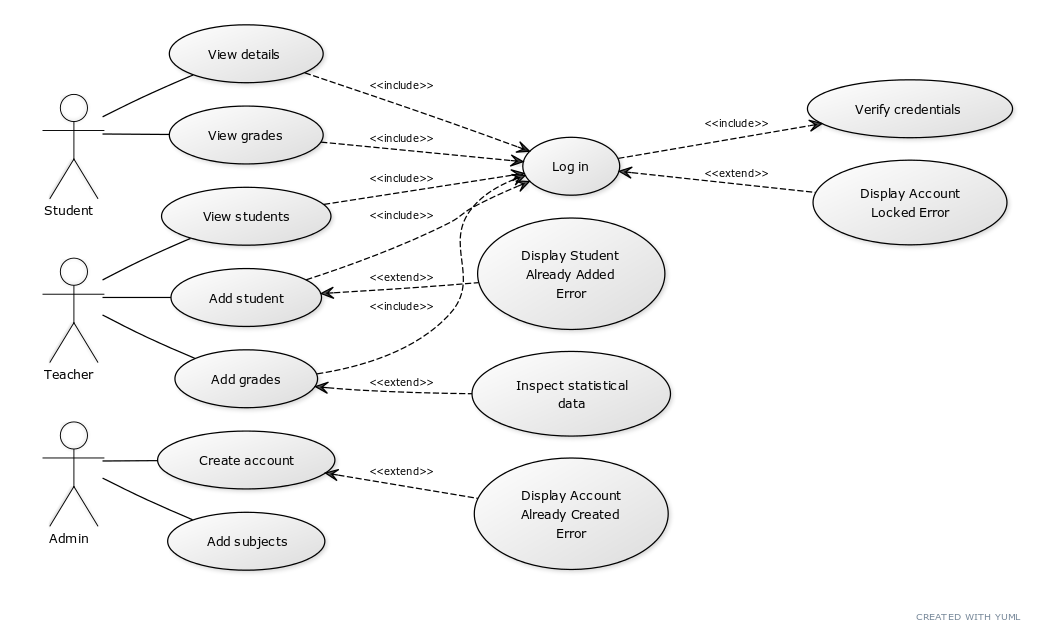 View details
<<include>>
View grades
<<include>>
Student
View students
<<include>>
Add student
<<include>>
<<extend>>
Teacher
Add grades
<<include>>
<<extend>>
Log in
<<include>>
Verify credentials
<<extend>>
Display Account
Locked Error
Display Student
Already Added
Error
Inspect statistical
data
Admin
Create account
<<extend>>
Display Account
Already Created
Error
Add subjects
CREATED WITH YUML